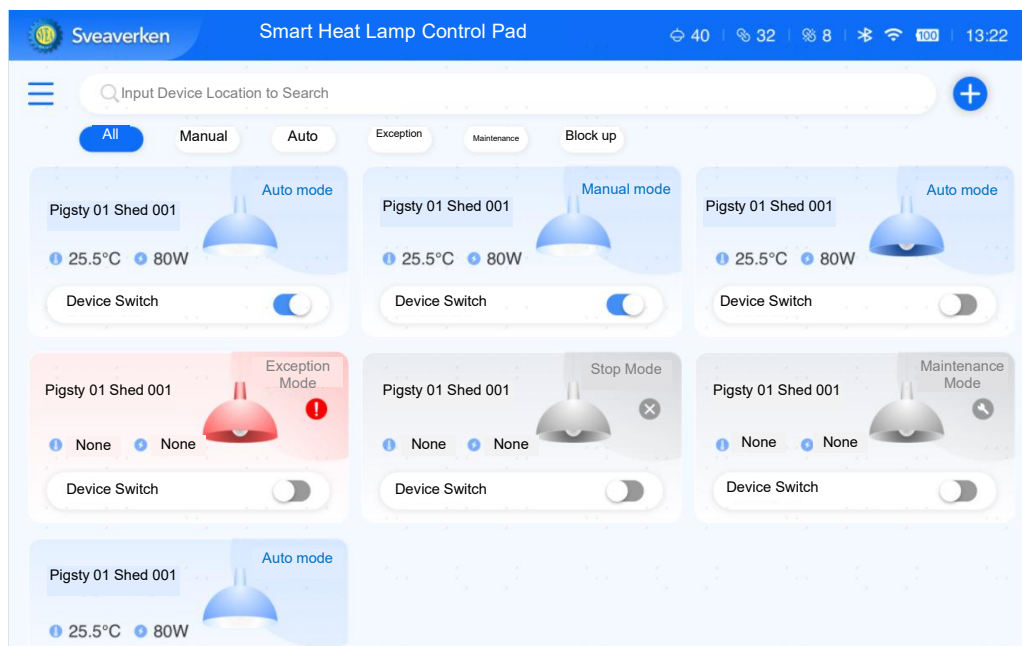 Sveaverken
Smart Heat Lamp Control Pad
40 32 8 100 13:22
Input Device Location to Search
All Manual Auto Exception Maintenance Block up
Auto mode
Pigsty 01 Shed 001
25.5°C 80W
Device Switch
Manual mode
Pigsty 01 Shed 001
25.5°C 80W
Device Switch
Auto mode
Pigsty 01 Shed 001
25.5°C 80W
Device Switch
Exception
Mode
Pigsty 01 Shed 001
None None
Device Switch
Stop Mode
Pigsty 01 Shed 001
None None
Device Switch
Maintenance
Mode
Pigsty 01 Shed 001
None None
Device Switch
Auto mode
Pigsty 01 Shed 001
25.5°C 80W